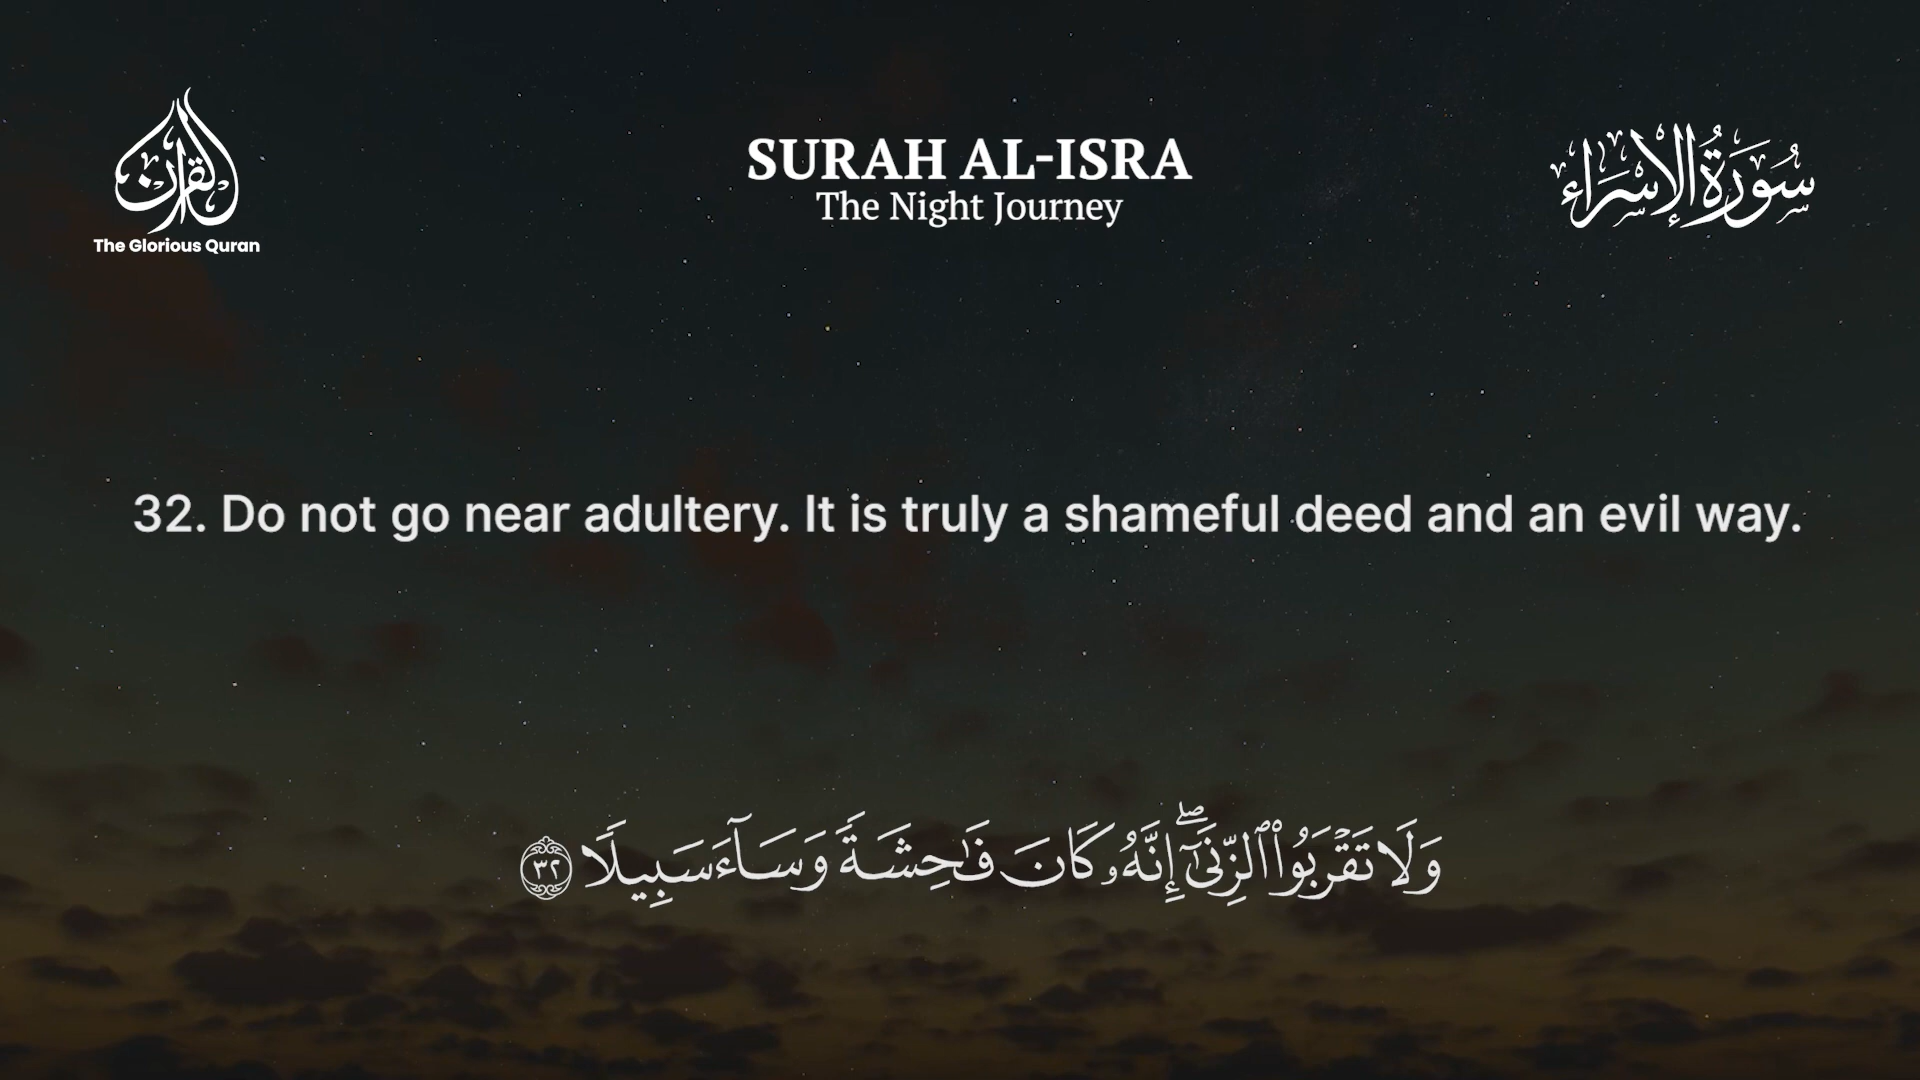 القرآن
The Glorious Quran
SURAH AL-ISRA
The Night Journey
سُورَةُ الإِسْرَاء
32. Do not go near adultery. It is truly a shameful deed and an evil way.
وَلَا تَقْرَبُوا۟ ٱلزِّنَىٰٓ ۖ إِنَّهُۥ كَانَ فَـٰحِشَةً وَسَآءَ سَبِيلًا ٣٢